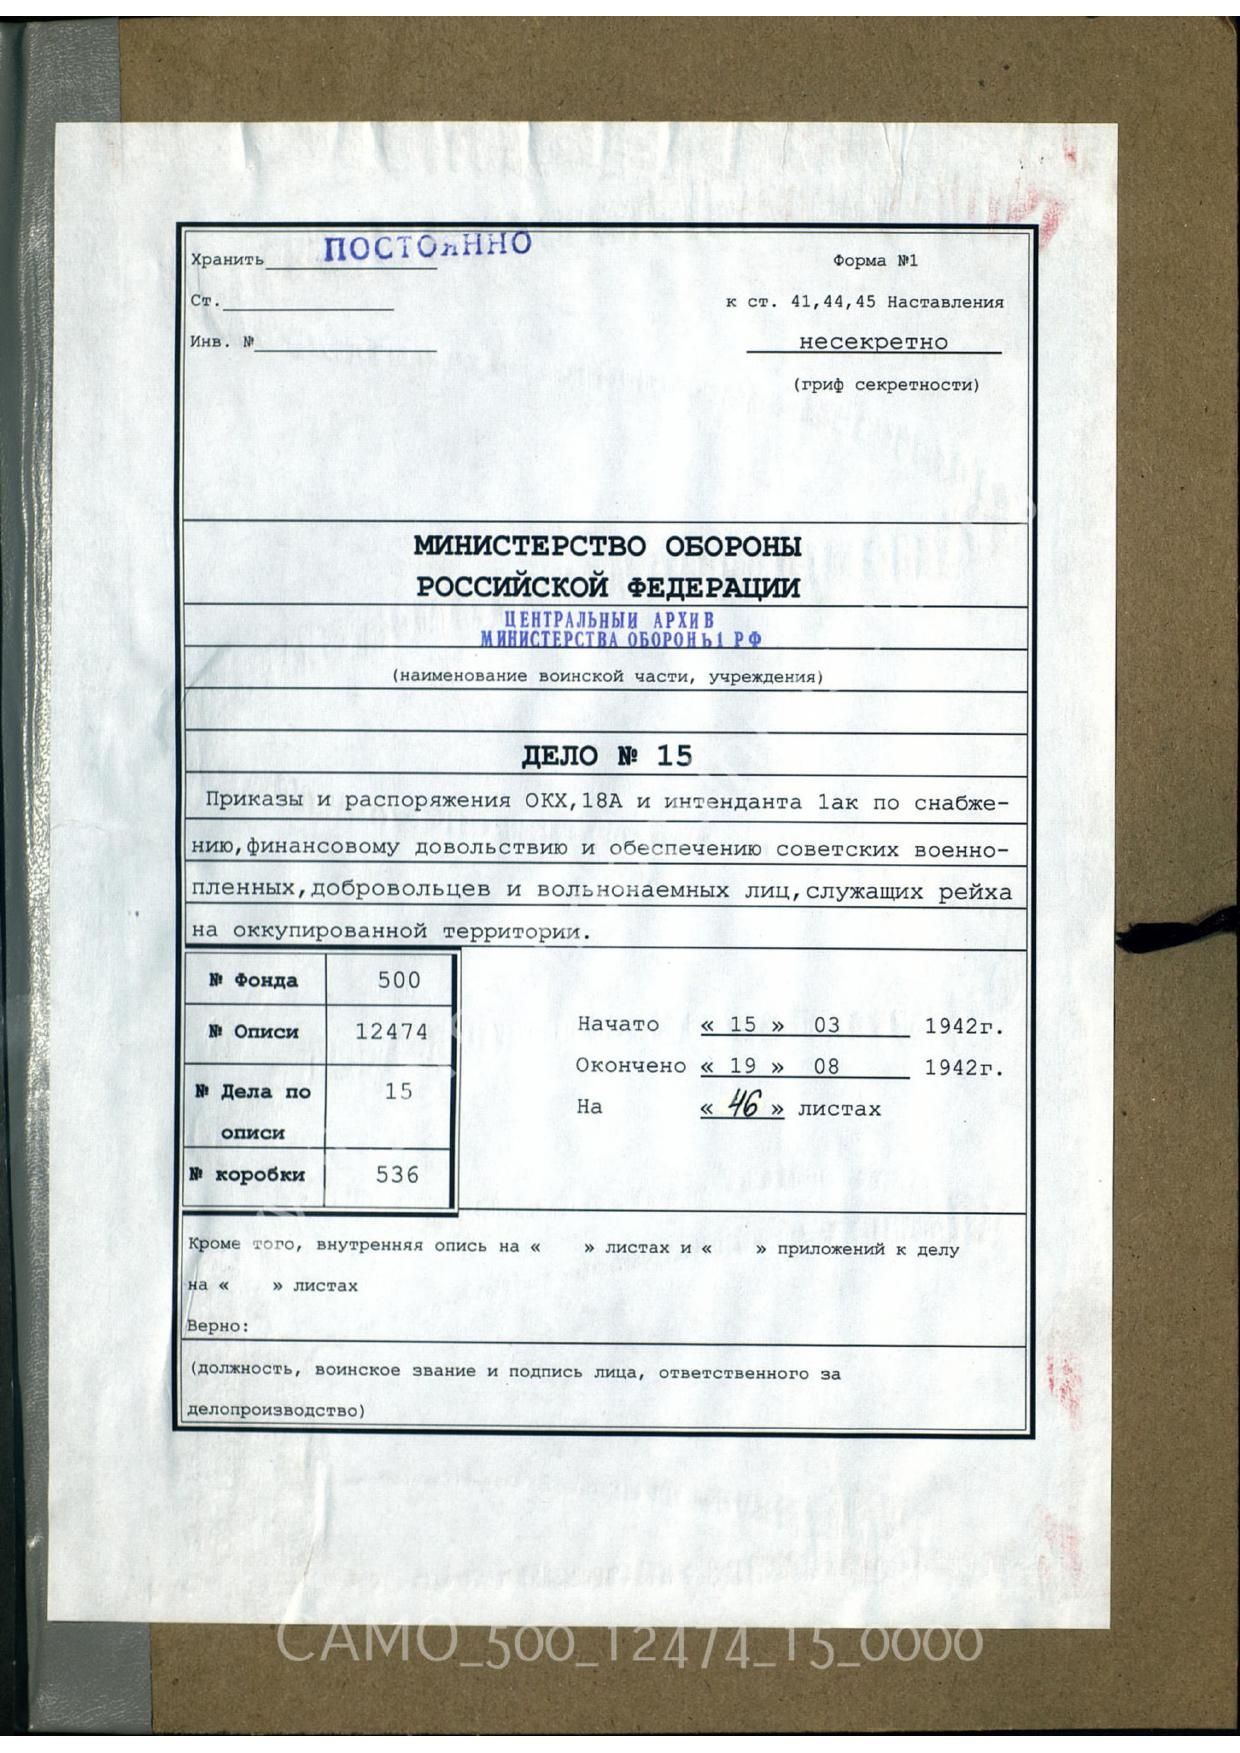 Хранить ПОСТОЯННО
Форма №1
Ст.
к ст. 41,44,45 Наставления
Инв. №
несекретно
(гриф секретности)
МИНИСТЕРСТВО ОБОРОНЫ
РОССИЙСКОЙ ФЕДЕРАЦИИ
ЦЕНТРАЛЬНЫЙ АРХИВ
МИНИСТЕРСТВА ОБОРОНЫ РФ
(наименование воинской части, учреждения)
ДЕЛО № 15
Приказы и распоряжения ОКХ,18А и интенданта 1ак по снабже-
нию,финансовому довольствию и обеспечению советских военно-
пленных,добровольцев и вольнонаемных лиц,служащих рейха
на оккупированной территории.
№ Фонда 500
№ Описи 12474
№ Дела по описи 15
№ коробки 536
Начато « 15 » 03 1942г.
Окончено « 19 » 08 1942г.
На « 46 » листах
Кроме того, внутренняя опись на « » листах и « » приложений к делу
на « » листах
Верно:
(должность, воинское звание и подпись лица, ответственного за
делопроизводство)
CAMO_500_12474_15_0000